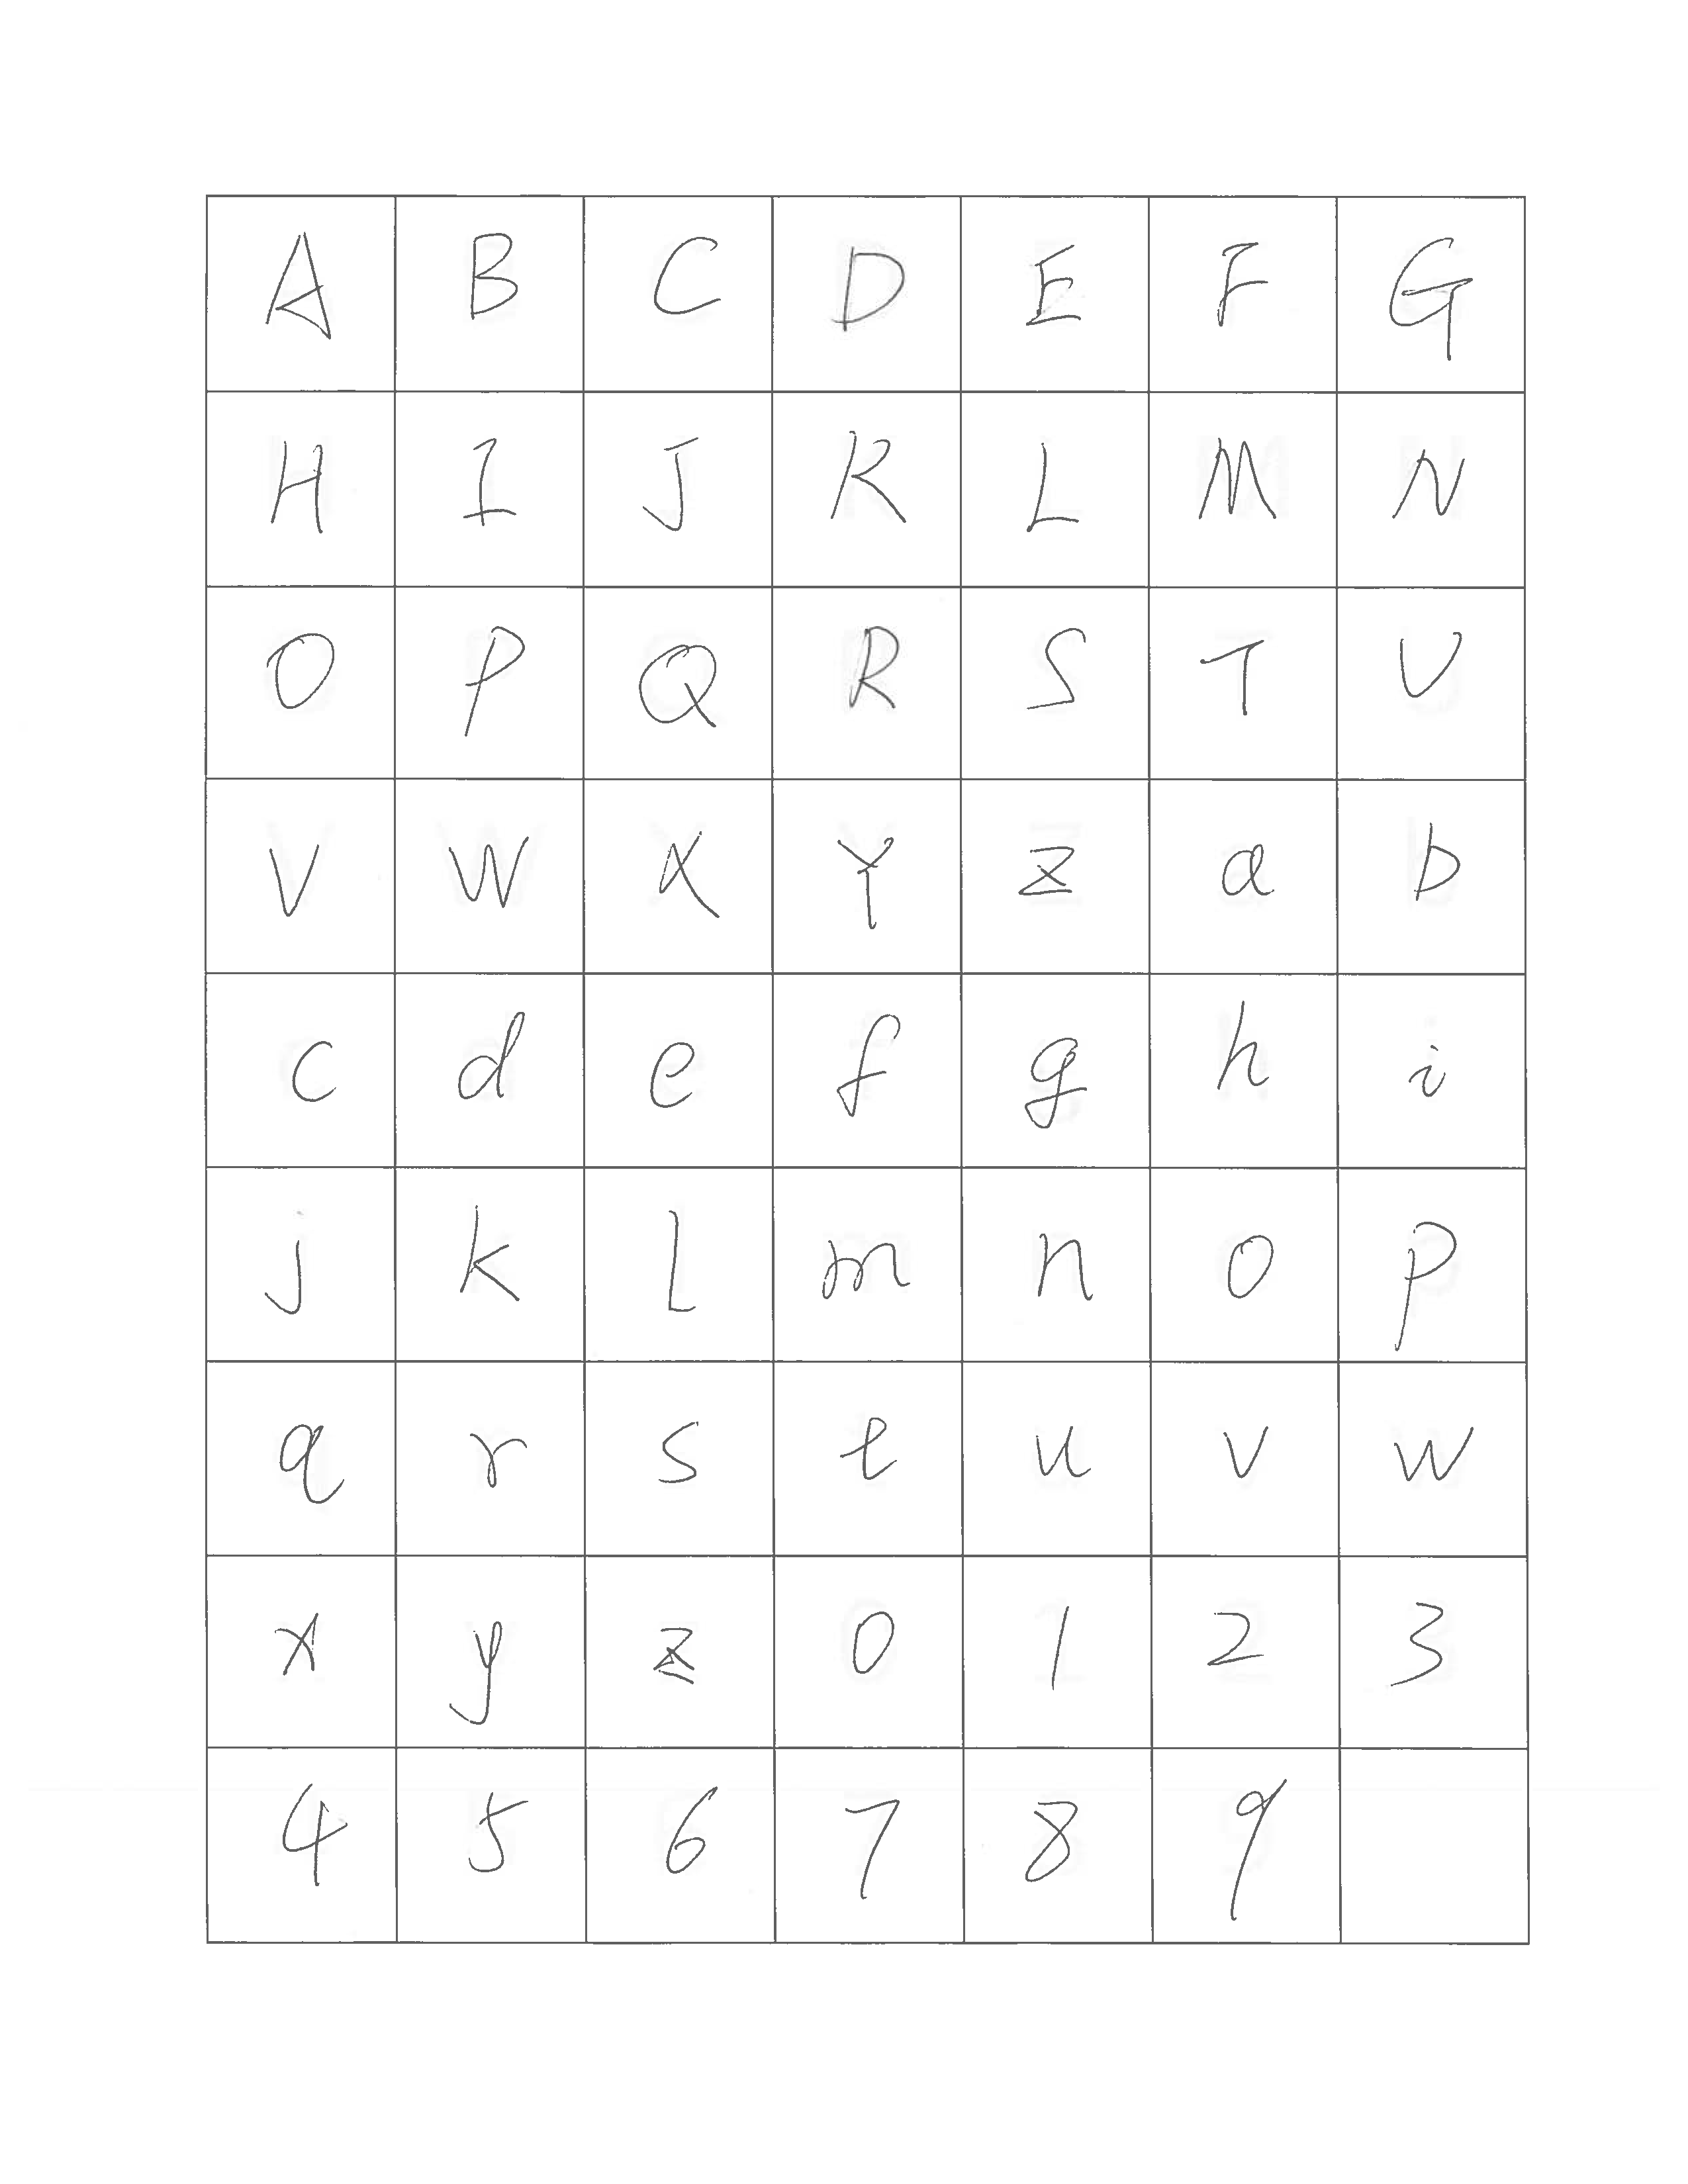 A B C D E F G
H I J K L M N
O P Q R S T U
V W X Y Z a b
c d e f g h i
j k l m n o p
q r s t u v w
x y z 0 1 2 3
4 5 6 7 8 9